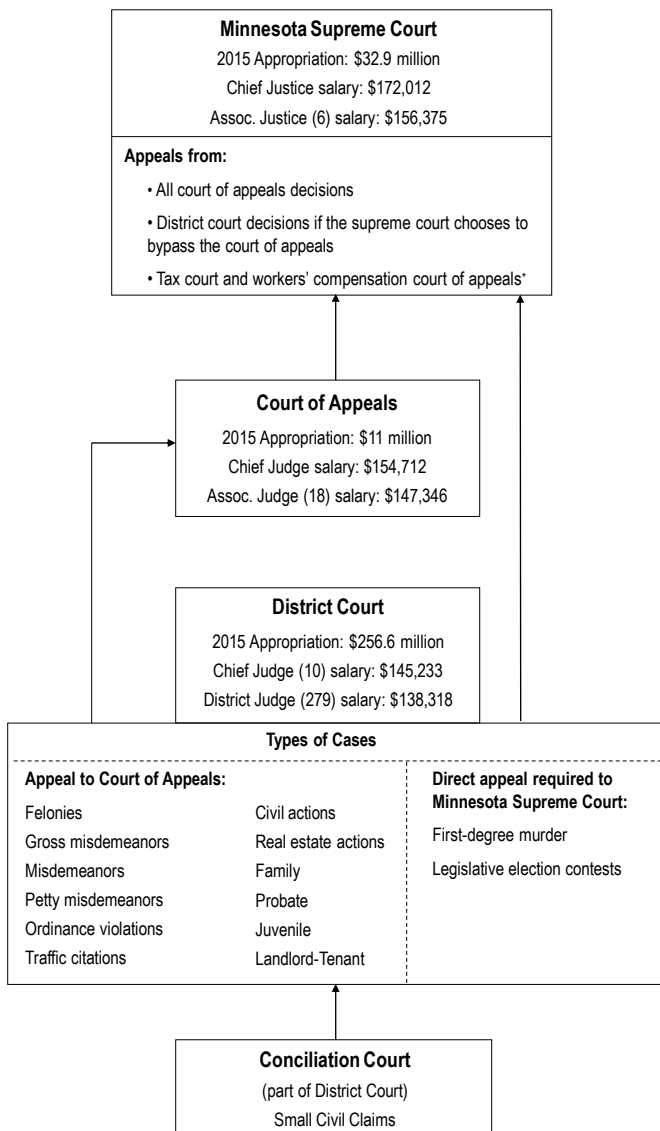 Minnesota Supreme Court
2015 Appropriation: $32.9 million
Chief Justice salary: $172,012
Assoc. Justice (6) salary: $156,375
Appeals from:
• All court of appeals decisions
• District court decisions if the supreme court chooses to
bypass the court of appeals
• Tax court and workers' compensation court of appeals*
Court of Appeals
2015 Appropriation: $11 million
Chief Judge salary: $154,712
Assoc. Judge (18) salary: $147,346
District Court
2015 Appropriation: $256.6 million
Chief Judge (10) salary: $145,233
District Judge (279) salary: $138,318
Types of Cases
Appeal to Court of Appeals:
Felonies
Gross misdemeanors
Misdemeanors
Petty misdemeanors
Ordinance violations
Traffic citations
Civil actions
Real estate actions
Family
Probate
Juvenile
Landlord-Tenant
Direct appeal required to
Minnesota Supreme Court:
First-degree murder
Legislative election contests
Conciliation Court
(part of District Court)
Small Civil Claims